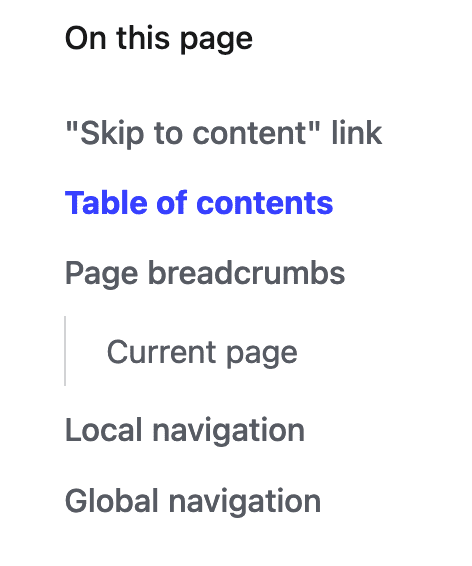 On this page
"Skip to content" link
Table of contents
Page breadcrumbs
Current page
Local navigation
Global navigation